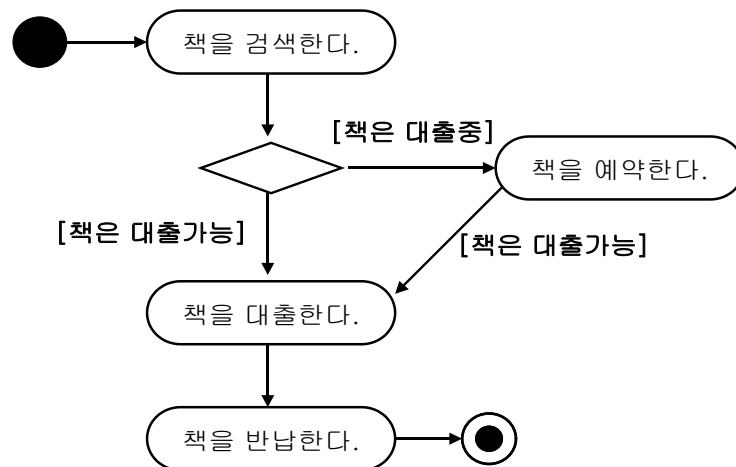 책을 검색한다.
[책은 대출중]
책을 예약한다.
[책은 대출가능]
[책은 대출가능]
책을 대출한다.
책을 반납한다.